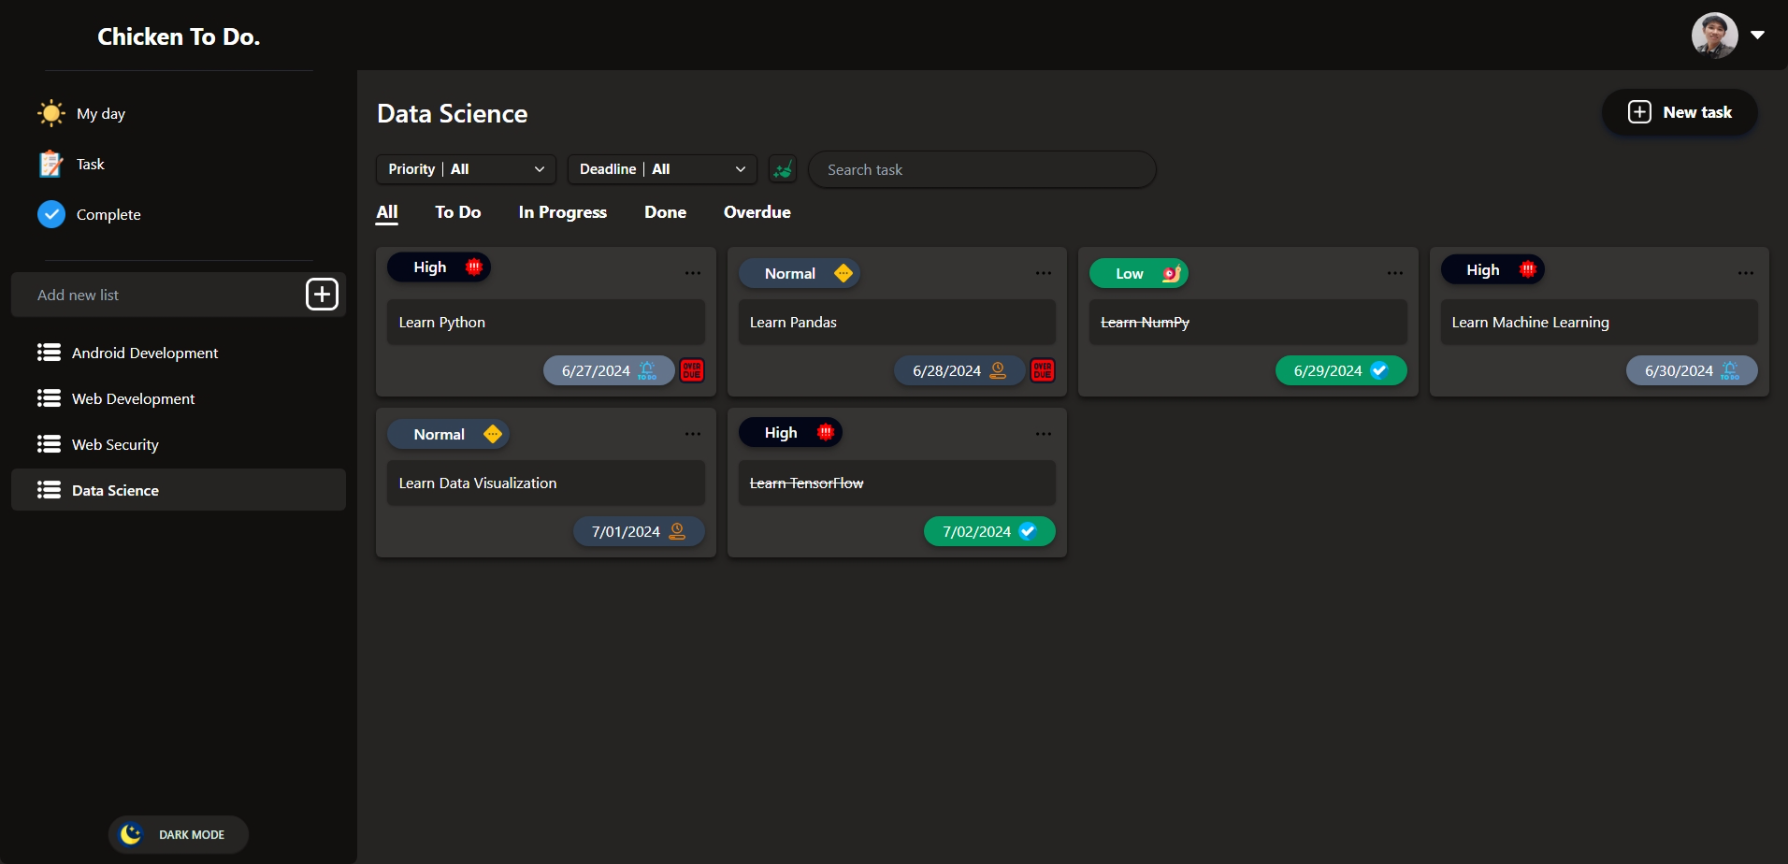 Chicken To Do.
My day
Task
Complete
Add new list
Android Development
Web Development
Web Security
Data Science
DARK MODE
Data Science
New task
Priority | All
Deadline | All
Search task
All To Do In Progress Done Overdue
High
Learn Python
6/27/2024 TO DO OVER DUE
Normal
Learn Pandas
6/28/2024 OVER DUE
Low
Learn NumPy
6/29/2024
High
Learn Machine Learning
6/30/2024 TO DO
Normal
Learn Data Visualization
7/01/2024
High
Learn TensorFlow
7/02/2024